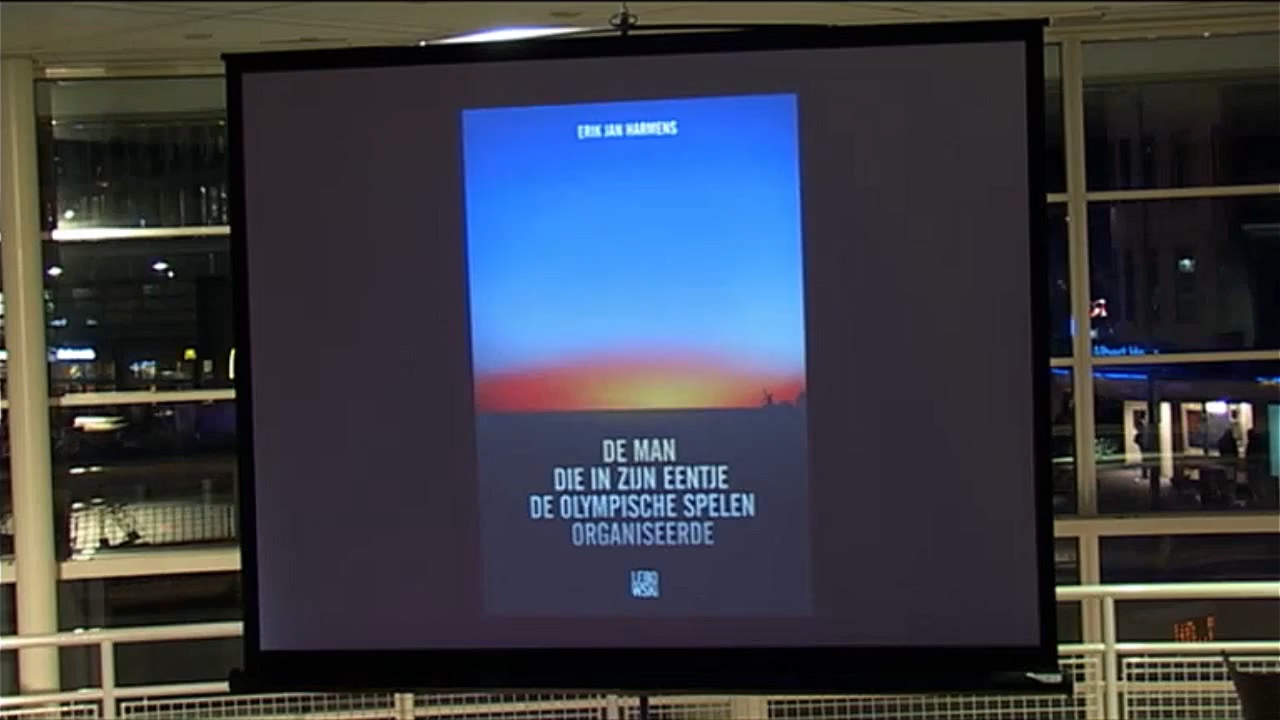 ERIK JAN HARMENS
DE MAN
DIE IN ZIJN EENTJE
DE OLYMPISCHE SPELEN
ORGANISEERDE
LEBO
WSKI